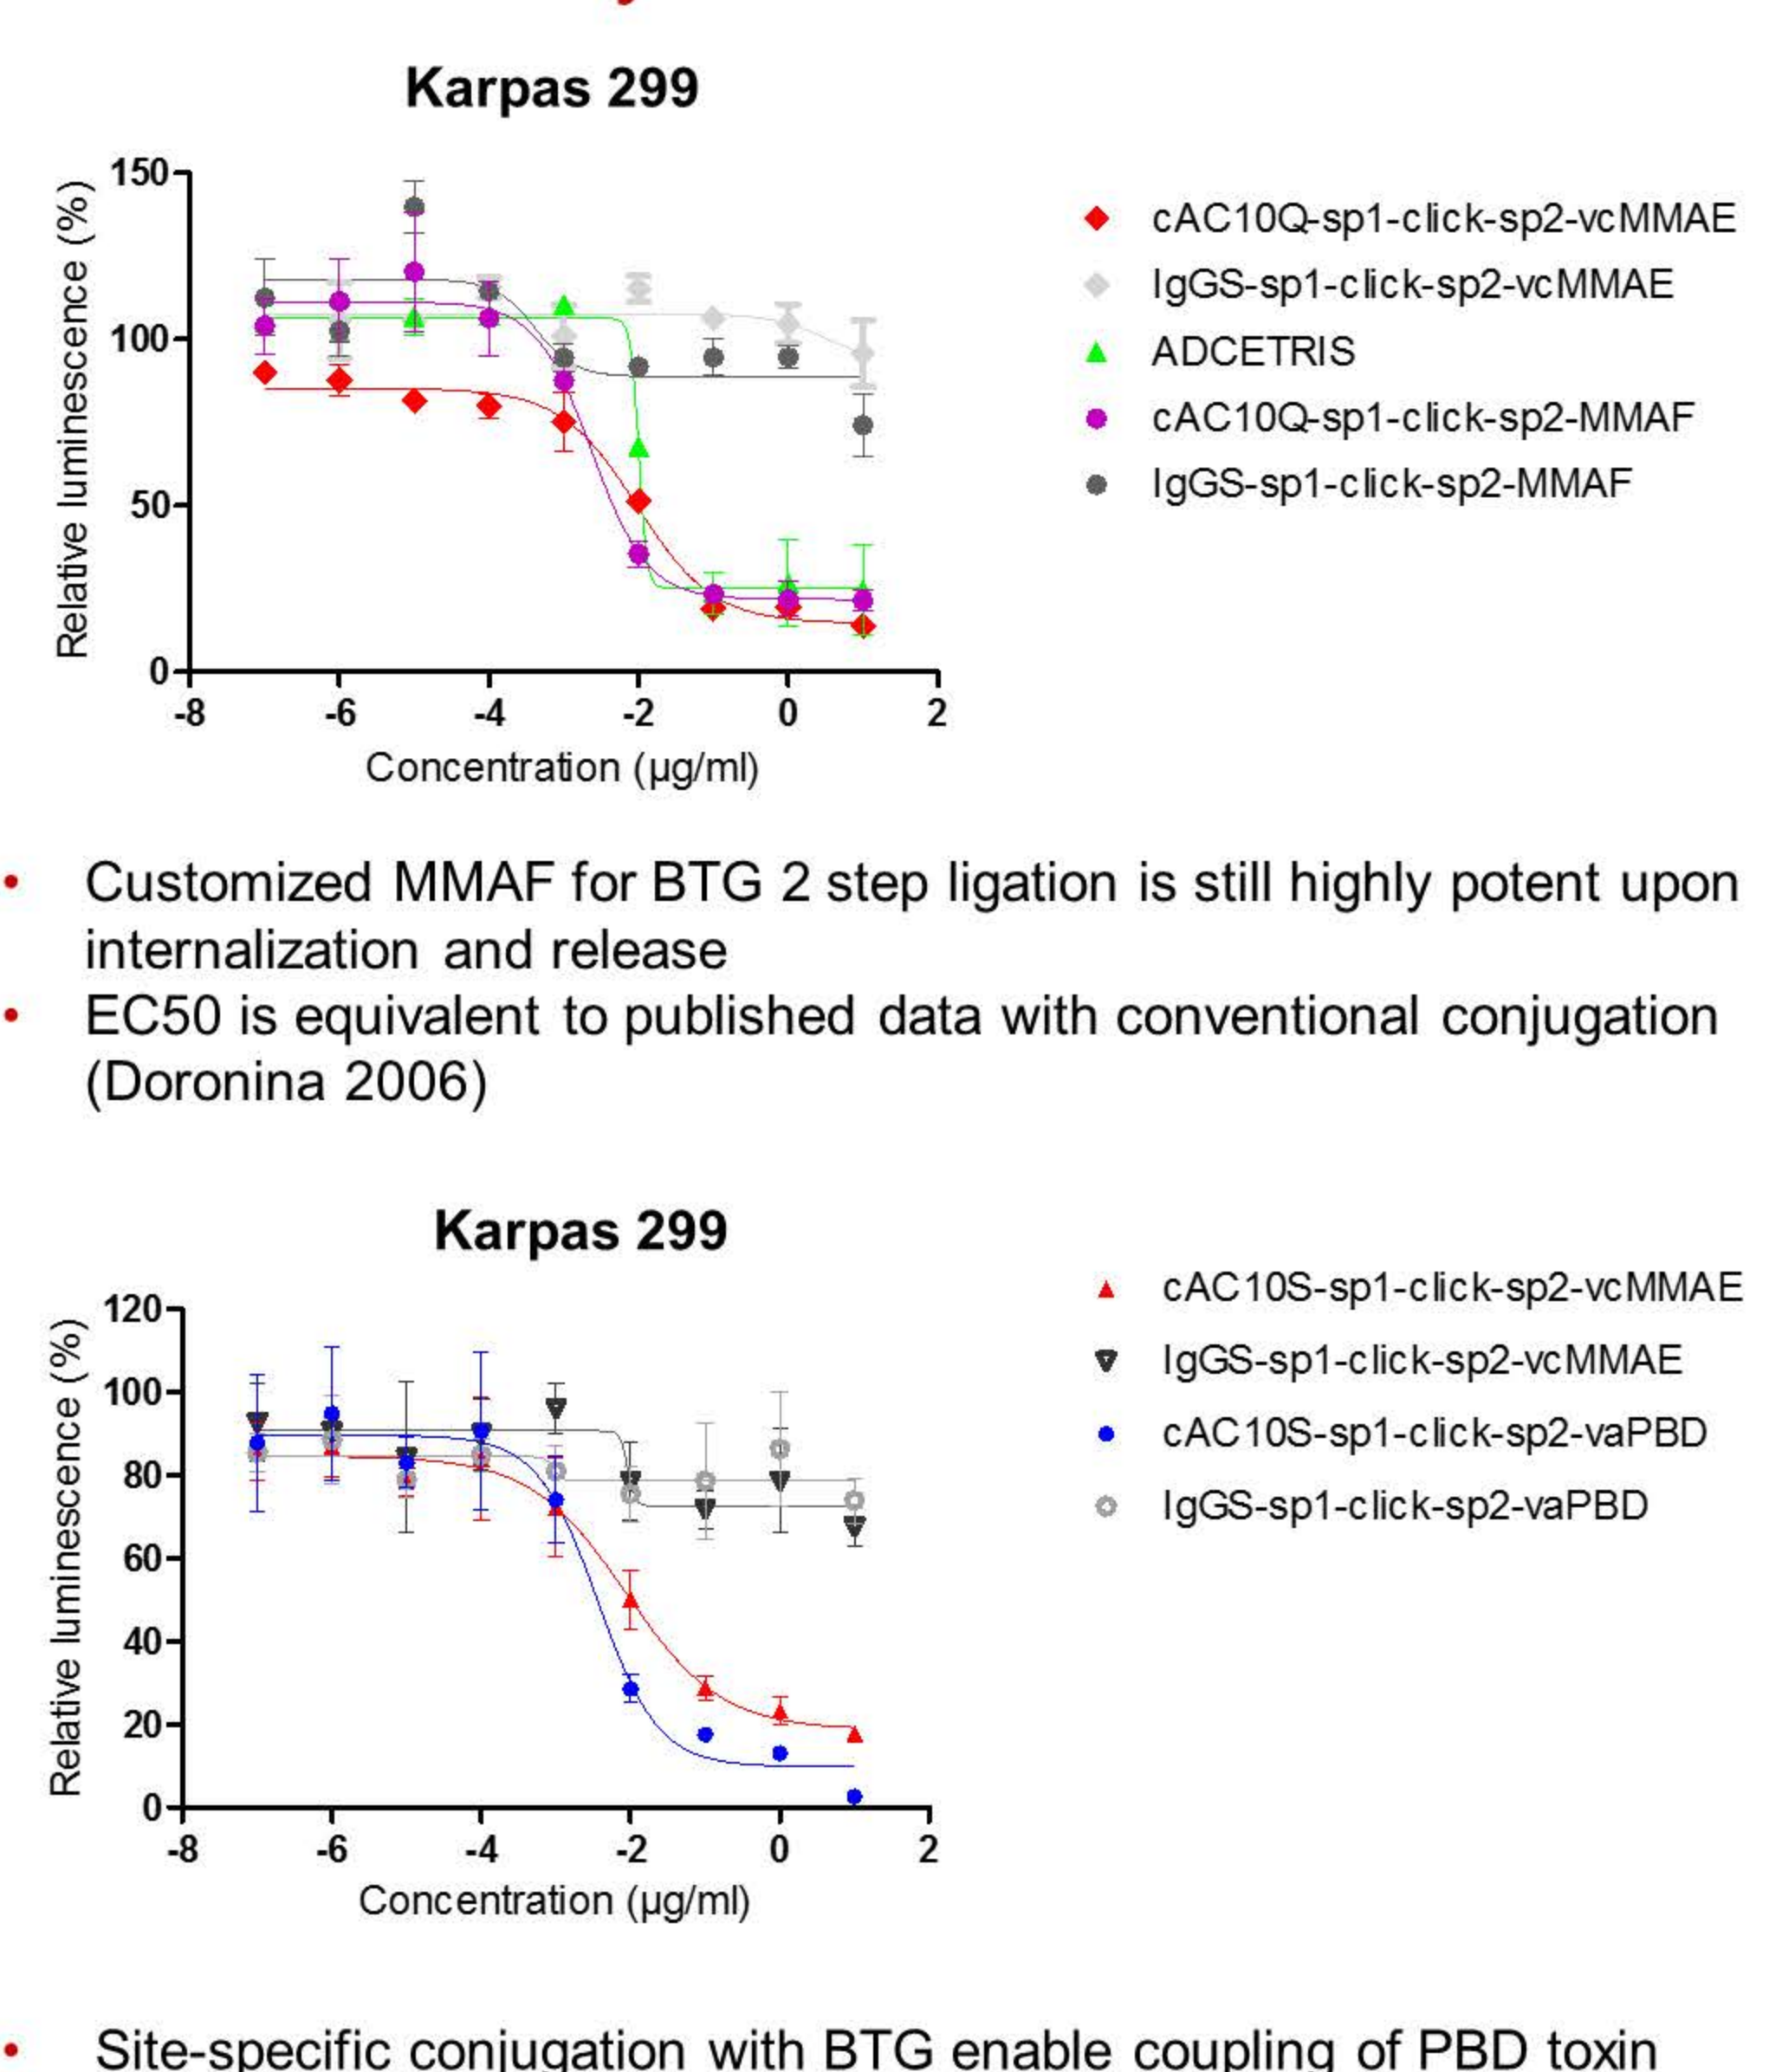 Karpas 299
150
100
50
0
Relative luminescence (%)
-8 -6 -4 -2 0 2
Concentration (µg/ml)
cAC10Q-sp1-click-sp2-vcMMAE
IgGS-sp1-click-sp2-vcMMAE
ADCETRIS
cAC10Q-sp1-click-sp2-MMAF
IgGS-sp1-click-sp2-MMAF
• Customized MMAF for BTG 2 step ligation is still highly potent upon
internalization and release
• EC50 is equivalent to published data with conventional conjugation
(Doronina 2006)
Karpas 299
120
100
80
60
40
20
0
Relative luminescence (%)
-8 -6 -4 -2 0 2
Concentration (µg/ml)
cAC10S-sp1-click-sp2-vcMMAE
IgGS-sp1-click-sp2-vcMMAE
cAC10S-sp1-click-sp2-vaPBD
IgGS-sp1-click-sp2-vaPBD
• Site-specific conjugation with BTG enable coupling of PBD toxin